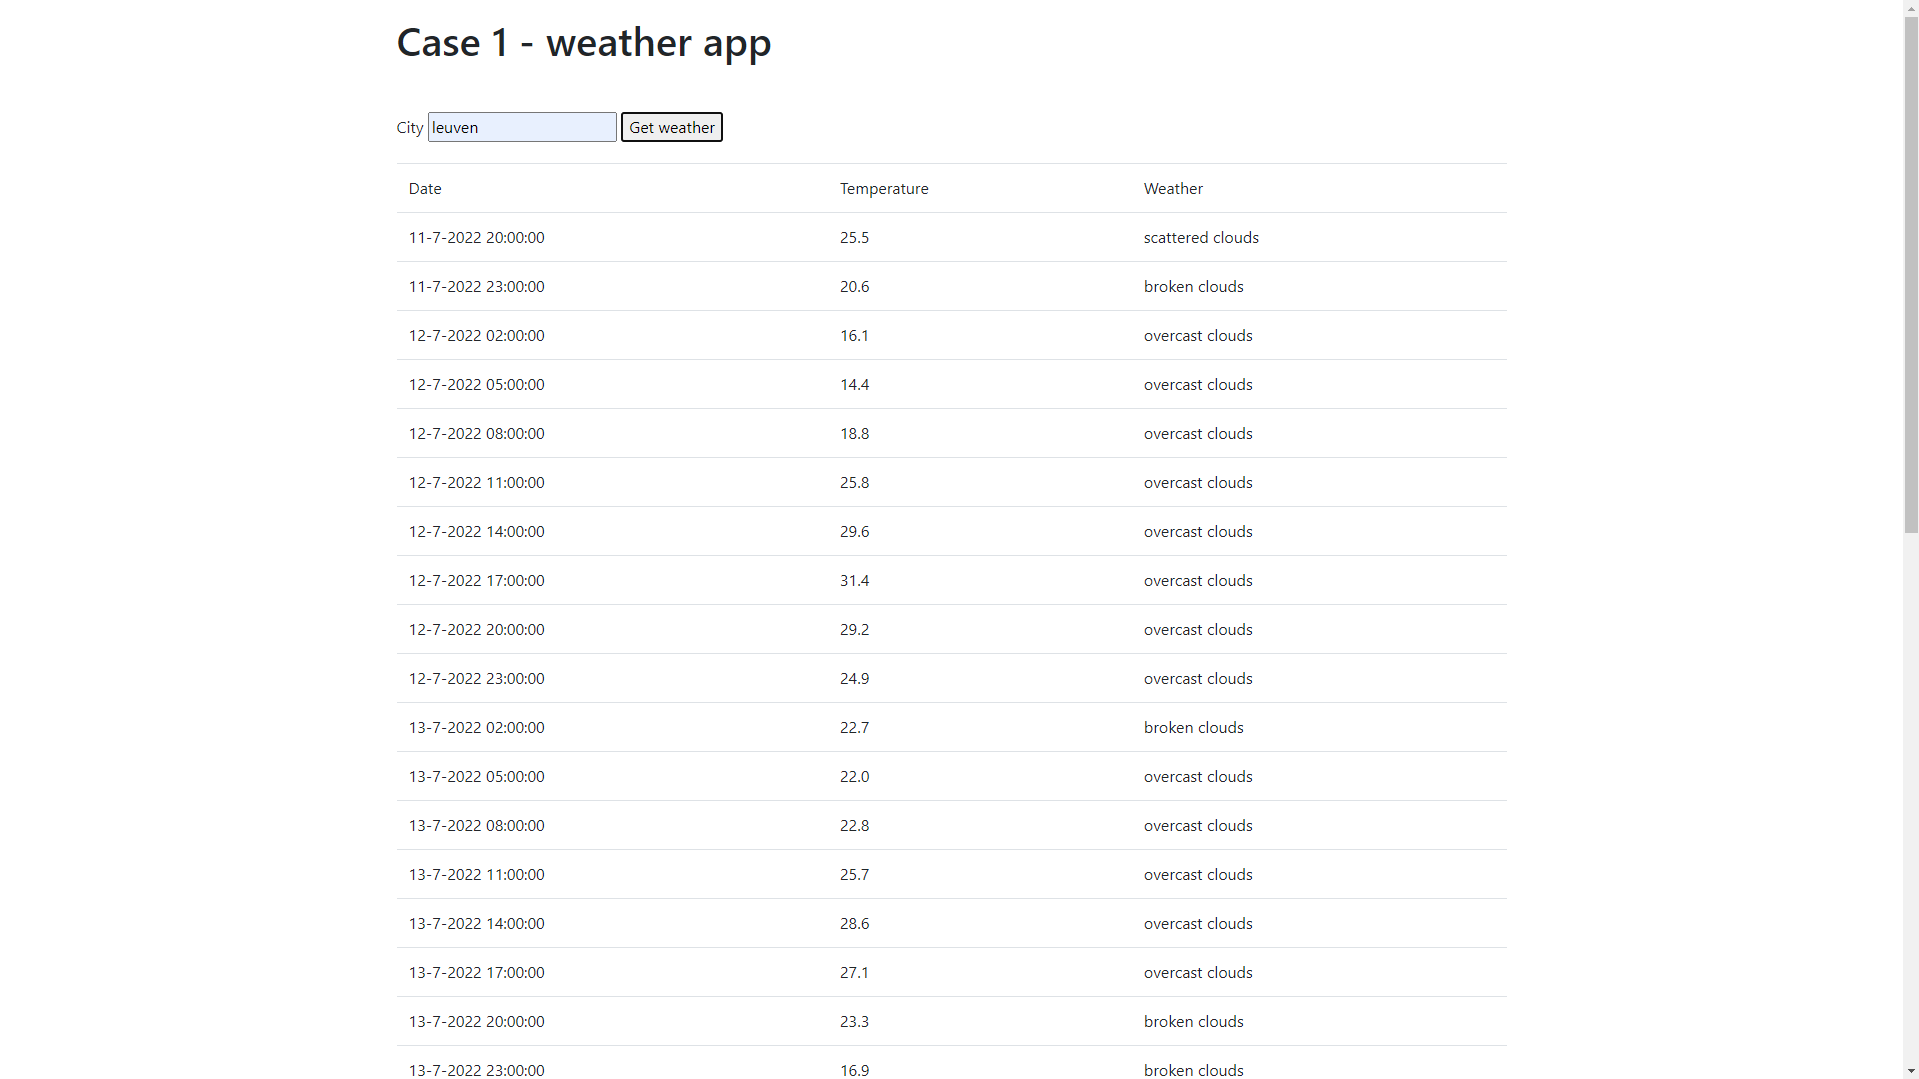 Case 1 - weather app
City leuven Get weather
Date Temperature Weather
11-7-2022 20:00:00 25.5 scattered clouds
11-7-2022 23:00:00 20.6 broken clouds
12-7-2022 02:00:00 16.1 overcast clouds
12-7-2022 05:00:00 14.4 overcast clouds
12-7-2022 08:00:00 18.8 overcast clouds
12-7-2022 11:00:00 25.8 overcast clouds
12-7-2022 14:00:00 29.6 overcast clouds
12-7-2022 17:00:00 31.4 overcast clouds
12-7-2022 20:00:00 29.2 overcast clouds
12-7-2022 23:00:00 24.9 overcast clouds
13-7-2022 02:00:00 22.7 broken clouds
13-7-2022 05:00:00 22.0 overcast clouds
13-7-2022 08:00:00 22.8 overcast clouds
13-7-2022 11:00:00 25.7 overcast clouds
13-7-2022 14:00:00 28.6 overcast clouds
13-7-2022 17:00:00 27.1 overcast clouds
13-7-2022 20:00:00 23.3 broken clouds
13-7-2022 23:00:00 16.9 broken clouds